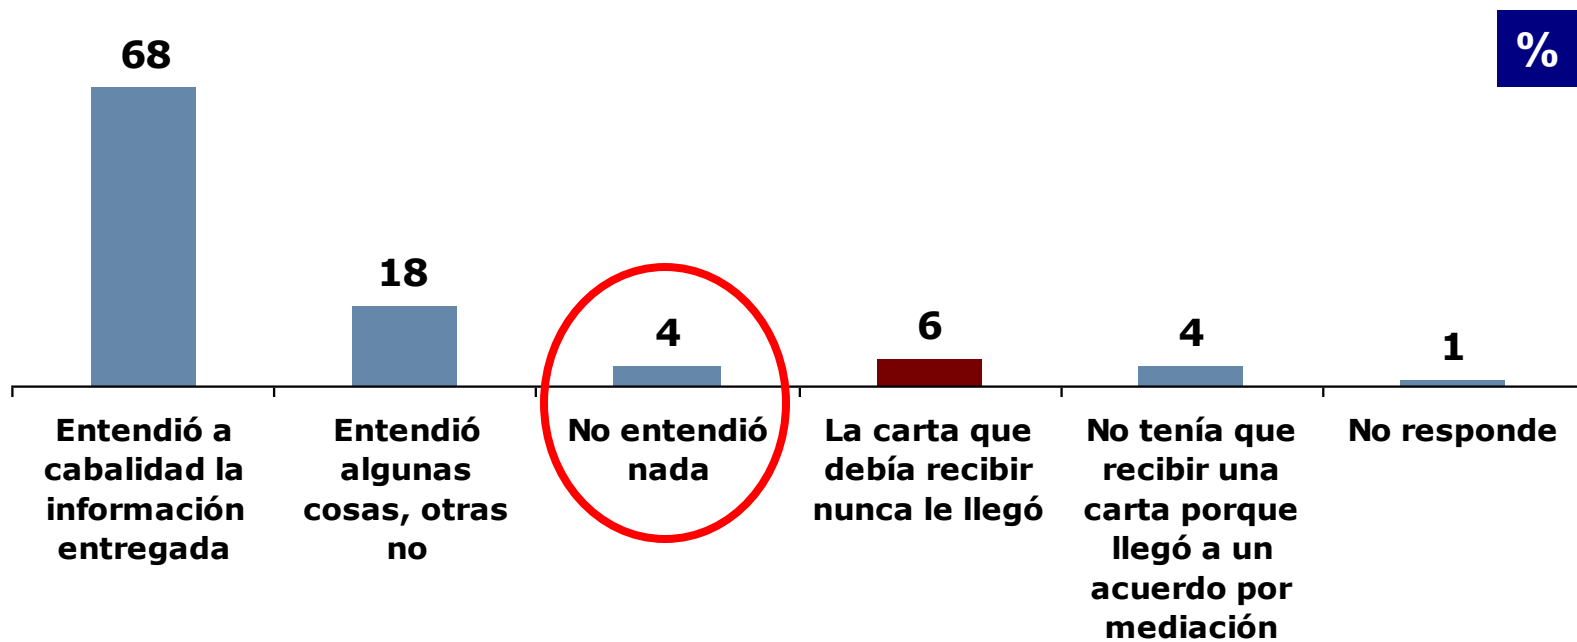 %
68
18
4
6
4
1
Entendió a
cabalidad la
información
entregada
Entendió
algunas
cosas, otras
no
No entendió
nada
La carta que
debía recibir
nunca le llegó
No tenía que
recibir una
carta porque
llegó a un
acuerdo por
mediación
No responde